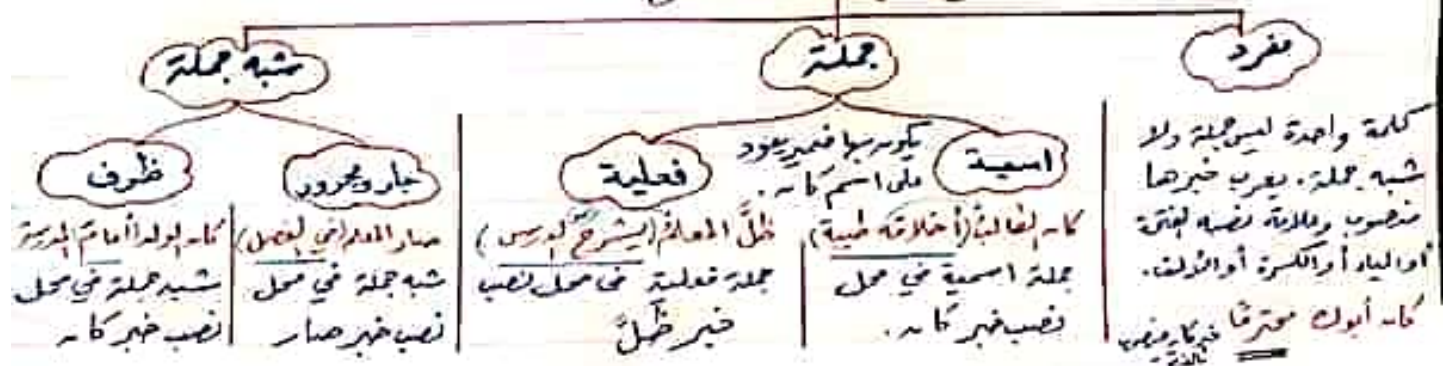 مفرد
كلمة واحدة ليس جملة ولا
شبه جملة. يعرب خبرها
منصوب وعلامة نصبه الفتحة
أو الياء أو الكسرة أو الألف.
كان أبوك محترمًا خبر كان منصوب بالفتحة
جملة
يكون بها ضمير يعود
على اسم كان.
اسمية
كان الطالب (أخلاقه طيبة)
جملة اسمية في محل
نصب خبر كان.
فعلية
ظلَّ المعلمُ (يشرح الدرس)
جملة فعلية في محل نصب
خبر ظلَّ
شبه جملة
جار ومجرور
صار المعلم (في الفصل)
شبه جملة في محل
نصب خبر صار
ظرف
كان الولد أمام المدرسة
شبه جملة في محل
نصب خبر كان